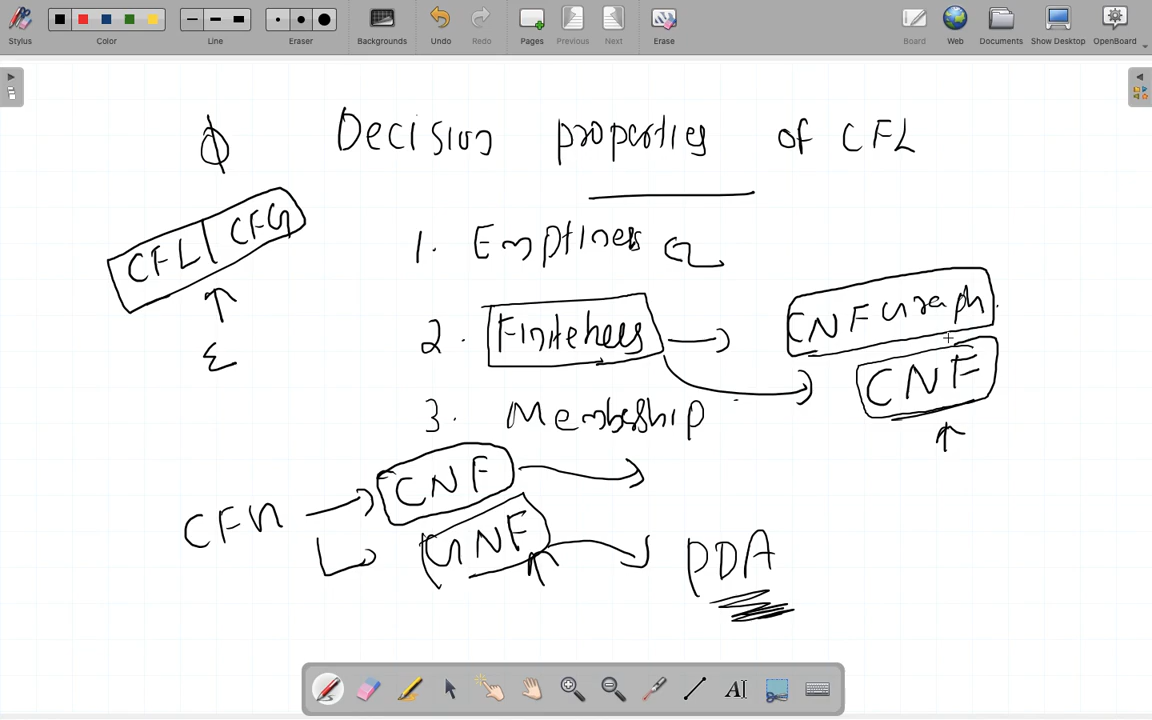 Stylus Color Line Eraser Backgrounds Undo Redo Pages Previous Next Erase Board Web Documents Show Desktop OpenBoard
φ Decision properties of CFL
CFL | CFG
1. Emptiness
2. Finiteness → CNF Graph
ε CNF
3. Membership
CFG → CNF →
GNF → PDA